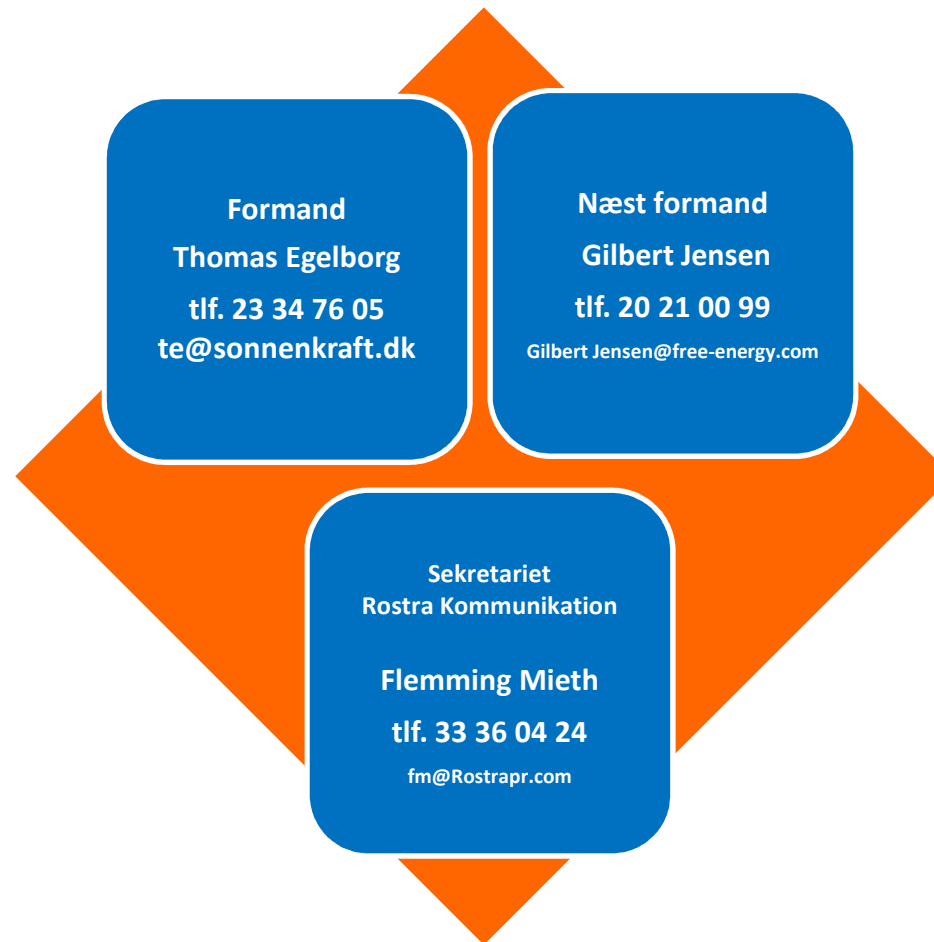 Formand
Thomas Egelborg
tlf. 23 34 76 05
te@sonnenkraft.dk
Næst formand
Gilbert Jensen
tlf. 20 21 00 99
Gilbert Jensen@free-energy.com
Sekretariet
Rostra Kommunikation
Flemming Mieth
tlf. 33 36 04 24
fm@Rostrapr.com